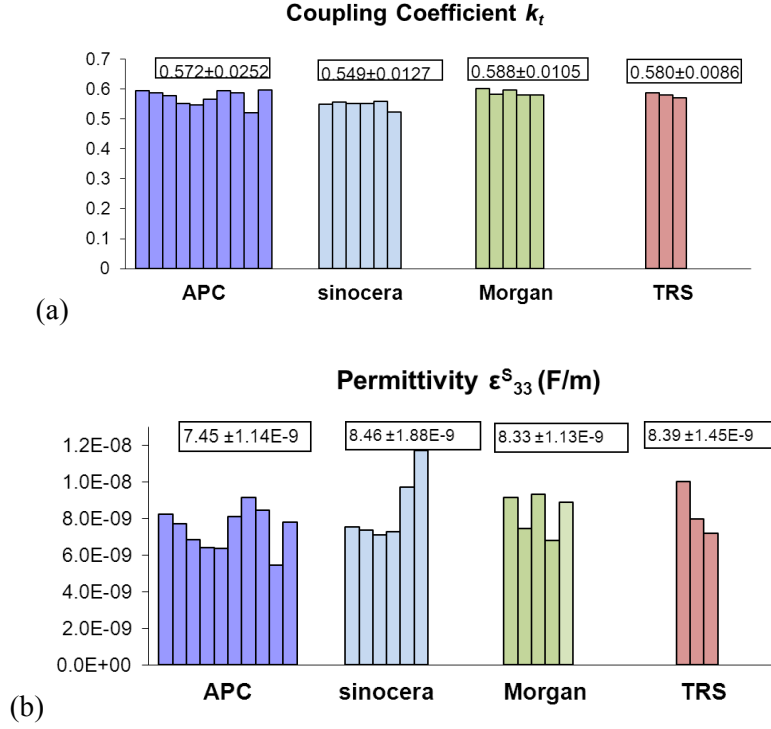 Coupling Coefficient kt
0.7
0.572±0.0252
0.549±0.0127
0.588±0.0105
0.580±0.0086
0.6
0.5
0.4
0.3
0.2
0.1
0
APC
sinocera
Morgan
TRS
(a)
Permittivity εS33 (F/m)
7.45 ±1.14E-9
8.46 ±1.88E-9
8.33 ±1.13E-9
8.39 ±1.45E-9
1.2E-08
1.0E-08
8.0E-09
6.0E-09
4.0E-09
2.0E-09
0.0E+00
APC
sinocera
Morgan
TRS
(b)